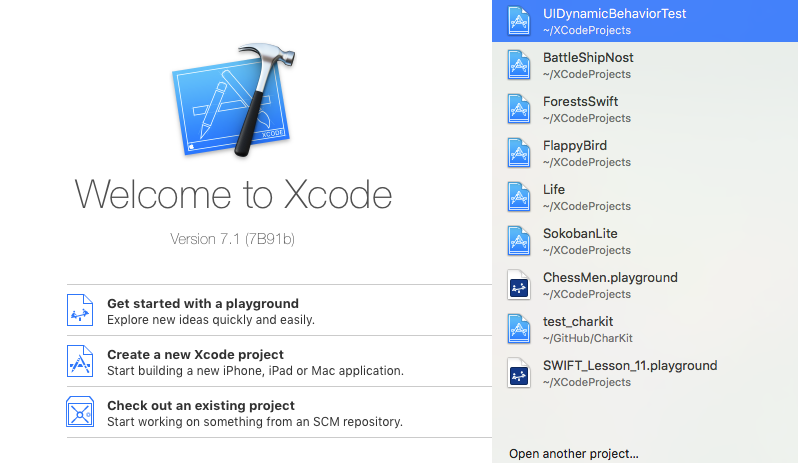 XCODE
Welcome to Xcode
Version 7.1 (7B91b)
Get started with a playground
Explore new ideas quickly and easily.
Create a new Xcode project
Start building a new iPhone, iPad or Mac application.
Check out an existing project
Start working on something from an SCM repository.
UIDynamicBehaviorTest
~/XCodeProjects
BattleShipNost
~/XCodeProjects
ForestsSwift
~/XCodeProjects
FlappyBird
~/XCodeProjects
Life
~/XCodeProjects
SokobanLite
~/XCodeProjects
ChessMen.playground
~/XCodeProjects
test_charkit
~/GitHub/CharKit
SWIFT_Lesson_11.playground
~/XCodeProjects
Open another project...